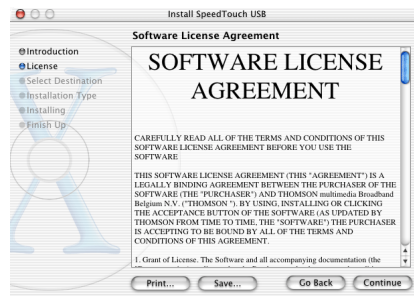 Install SpeedTouch USB
Software License Agreement
Introduction
License
Select Destination
Installation Type
Installing
Finish Up
SOFTWARE LICENSE
AGREEMENT
CAREFULLY READ ALL OF THE TERMS AND CONDITIONS OF THIS
SOFTWARE LICENSE AGREEMENT BEFORE YOU USE THE
SOFTWARE
THIS SOFTWARE LICENSE AGREEMENT (THIS "AGREEMENT") IS A
LEGALLY BINDING AGREEMENT BETWEEN THE PURCHASER OF THE
SOFTWARE (THE "PURCHASER") AND THOMSON multimedia Broadband
Belgium N.V. ("THOMSON "). BY USING, INSTALLING OR CLICKING
THE ACCEPTANCE BUTTON OF THE SOFTWARE (AS UPDATED BY
THOMSON FROM TIME TO TIME, THE "SOFTWARE") THE PURCHASER
IS ACCEPTING TO BE BOUND BY ALL OF THE TERMS AND
CONDITIONS OF THIS AGREEMENT.
1. Grant of License. The Software and all accompanying documentation (the
Print...
Save...
Go Back
Continue